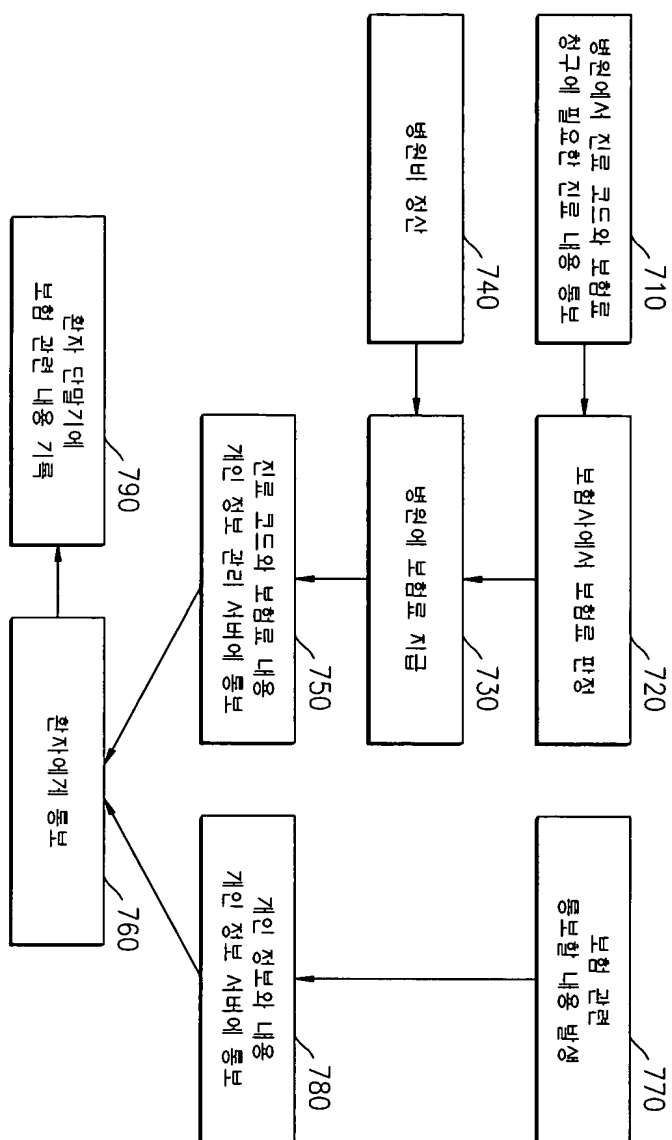 710
병원에서 진료 코드와 보험료
청구에 필요한 진료 내용 통보
720
보험사에서 보험료 판정
770
보험 관련
통보할 내용 발생
740
병원비 정산
730
병원에 보험료 지급
750
진료 코드와 보험료 내용
개인 정보 관리 서버에 통보
780
개인 정보와 내용
개인 정보 서버에 통보
790
환자 단말기에
보험 관련 내용 기록
760
환자에게 통보